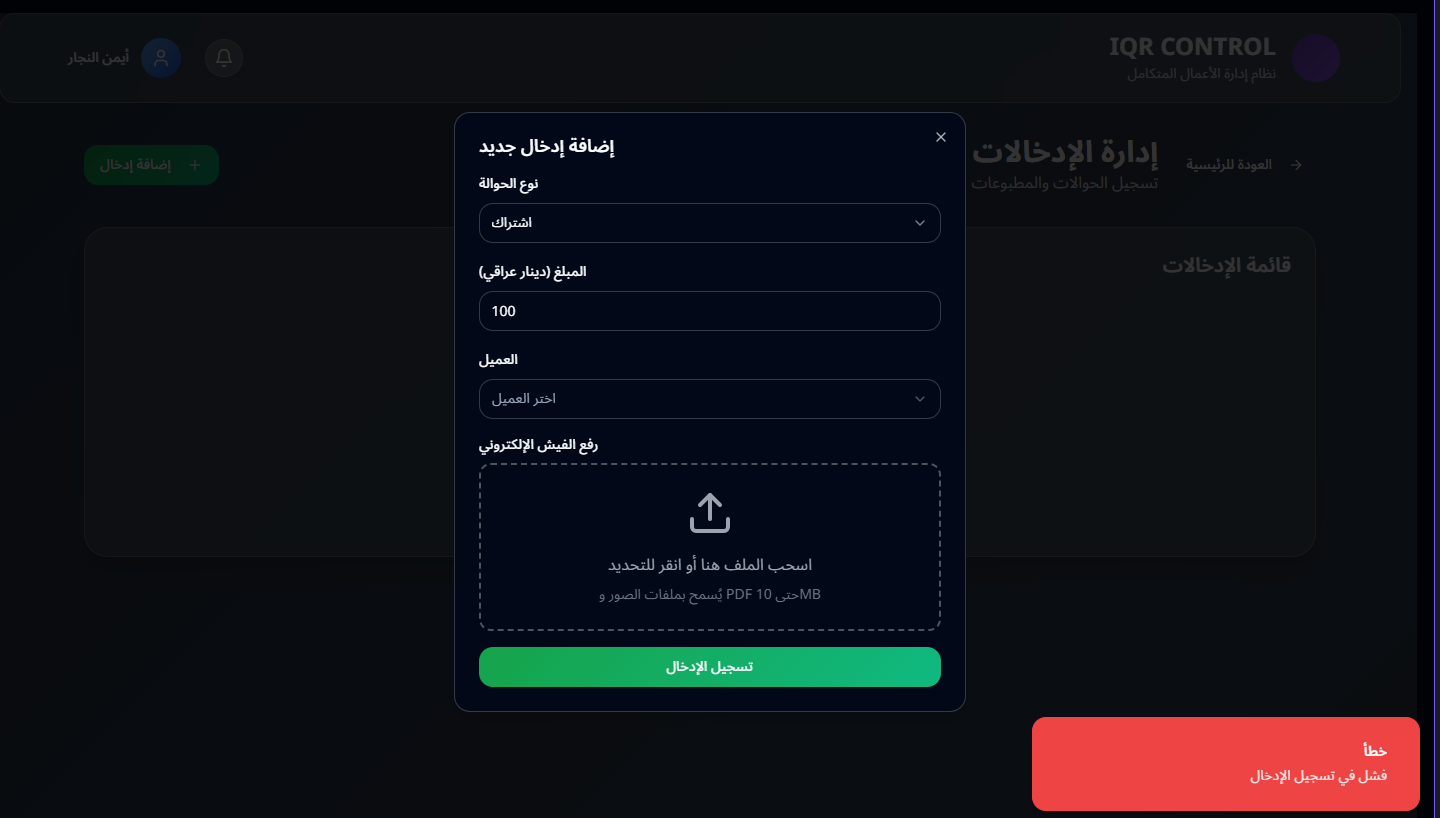 IQR CONTROL
نظام إدارة الأعمال المتكامل
أيمن النجار
العودة للرئيسية
إدارة الإدخالات
تسجيل الحوالات والمطبوعات
إضافة إدخال
قائمة الإدخالات
إضافة إدخال جديد
نوع الحوالة
اشتراك
المبلغ (دينار عراقي)
100
العميل
اختر العميل
رفع الفيش الإلكتروني
اسحب الملف هنا أو انقر للتحديد
يُسمح بملفات الصور و PDF حتى 10MB
تسجيل الإدخال
خطأ
فشل في تسجيل الإدخال